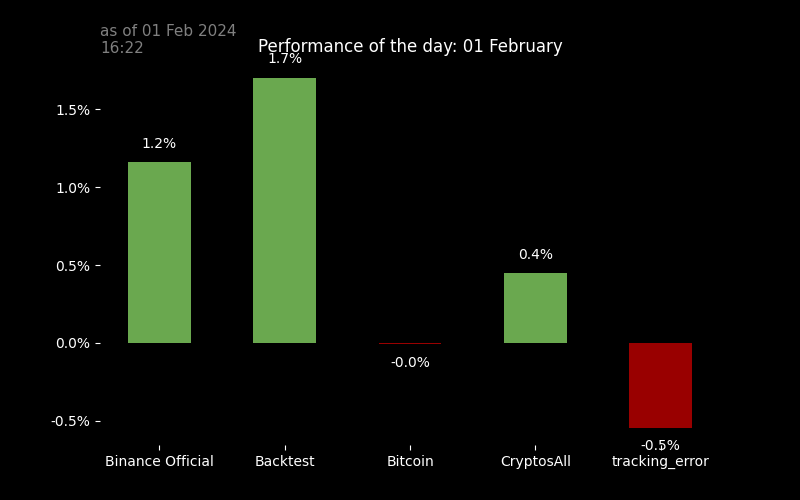 as of 01 Feb 2024
16:22
Performance of the day: 01 February
1.7%
1.5%
1.2%
1.0%
0.5%
0.4%
0.0%
-0.0%
-0.5%
-0.5%
Binance Official
Backtest
Bitcoin
CryptosAll
tracking_error